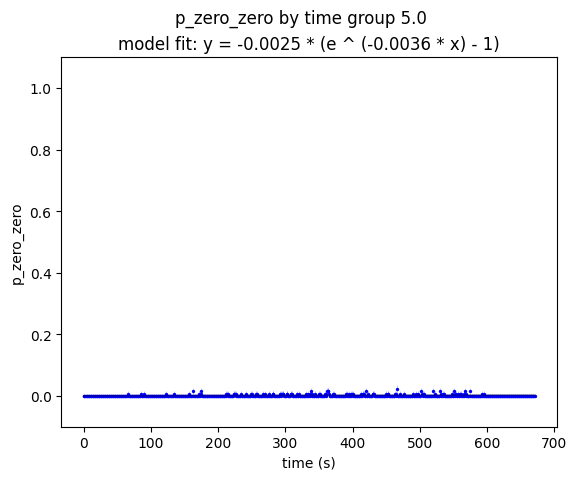 p_zero_zero by time group 5.0
model fit: y = -0.0025 * (e ^ (-0.0036 * x) - 1)
1.0
0.8
0.6
0.4
0.2
0.0
p_zero_zero
0 100 200 300 400 500 600 700
time (s)